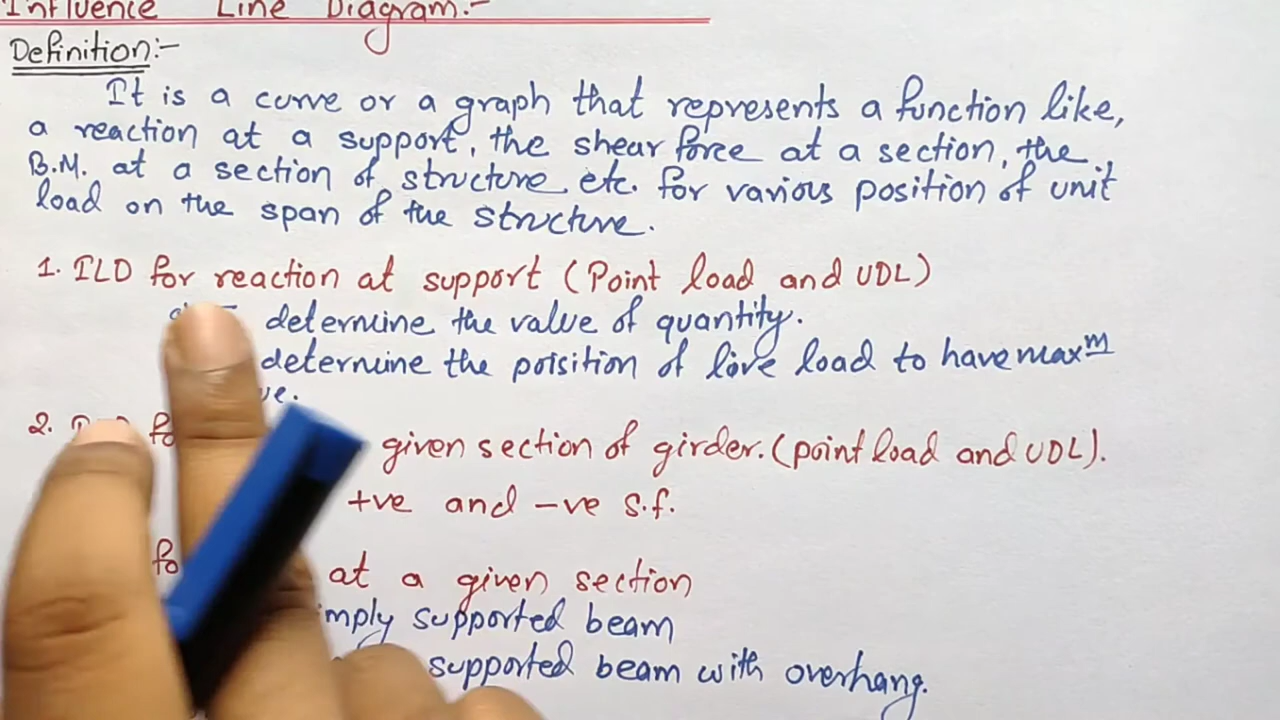 Influence Line Diagram:-
Definition:-
It is a curve or a graph that represents a function like,
a reaction at a support, the shear force at a section, the
B.M. at a section of structure etc. for various position of unit
load on the span of the structure.
1. ILD for reaction at support (Point load and UDL)
determine the value of quantity.
determine the poisition of live load to have maxᵐ
ve.
2. given section of girder. (point load and UDL).
+ve and -ve s.f.
fo at a given section
imply supported beam
supported beam with overhang.